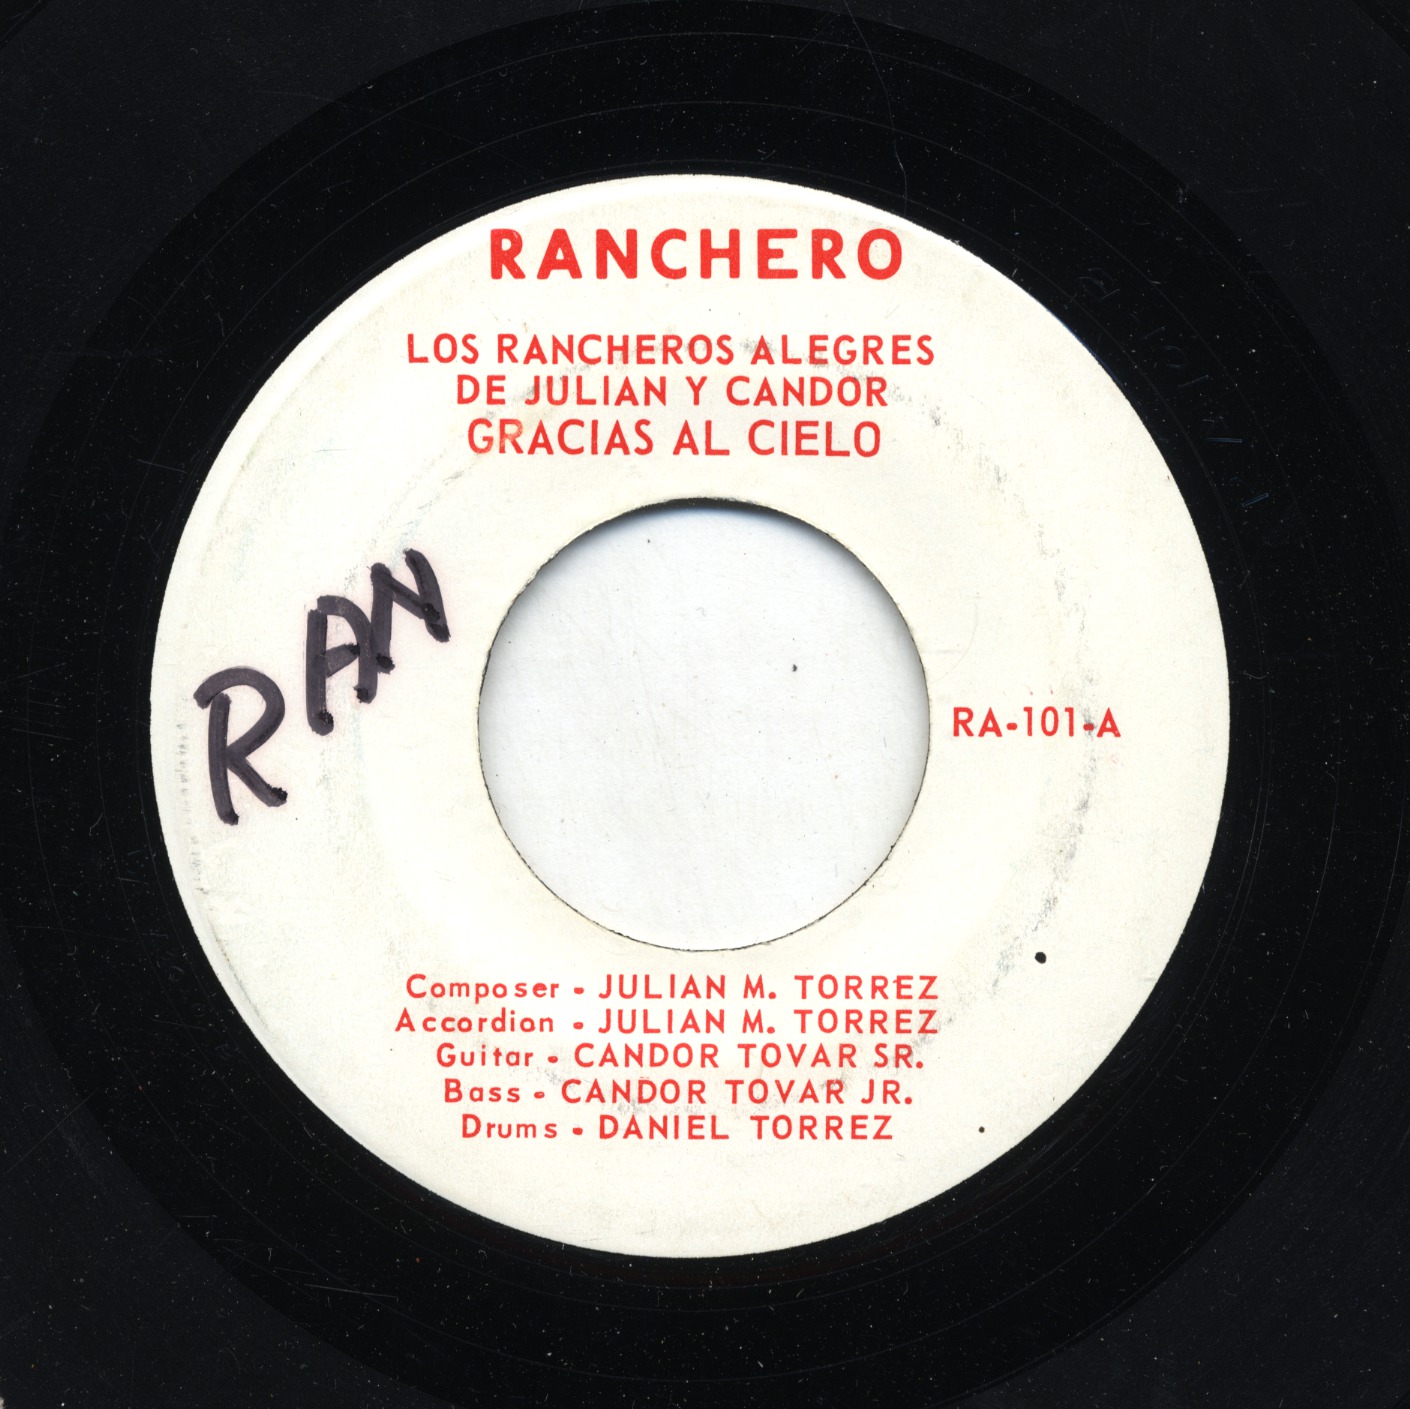 RANCHERO
LOS RANCHEROS ALEGRES
DE JULIAN Y CANDOR
GRACIAS AL CIELO
RAN
RA-101-A
Composer - JULIAN M. TORREZ
Accordion - JULIAN M. TORREZ
Guitar - CANDOR TOVAR SR.
Bass - CANDOR TOVAR JR.
Drums - DANIEL TORREZ